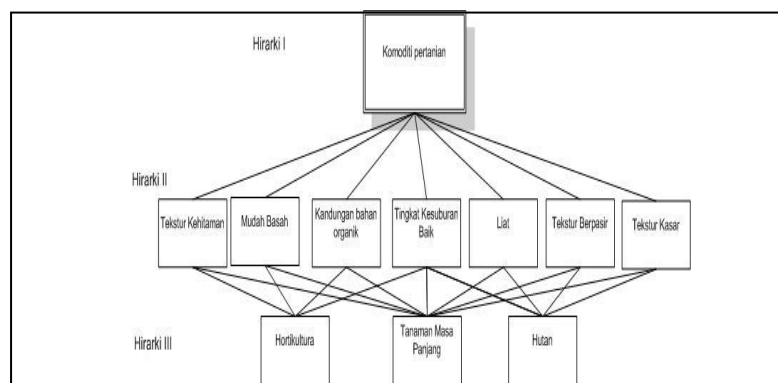 Hirarki I
Komoditi pertanian
Hirarki II
Tekstur Kehitaman
Mudah Basah
Kandungan bahan
organik
Tingkat Kesuburan
Baik
Liat
Tekstur Berpasir
Tekstur Kasar
Hirarki III
Hortikultura
Tanaman Masa
Panjang
Hutan